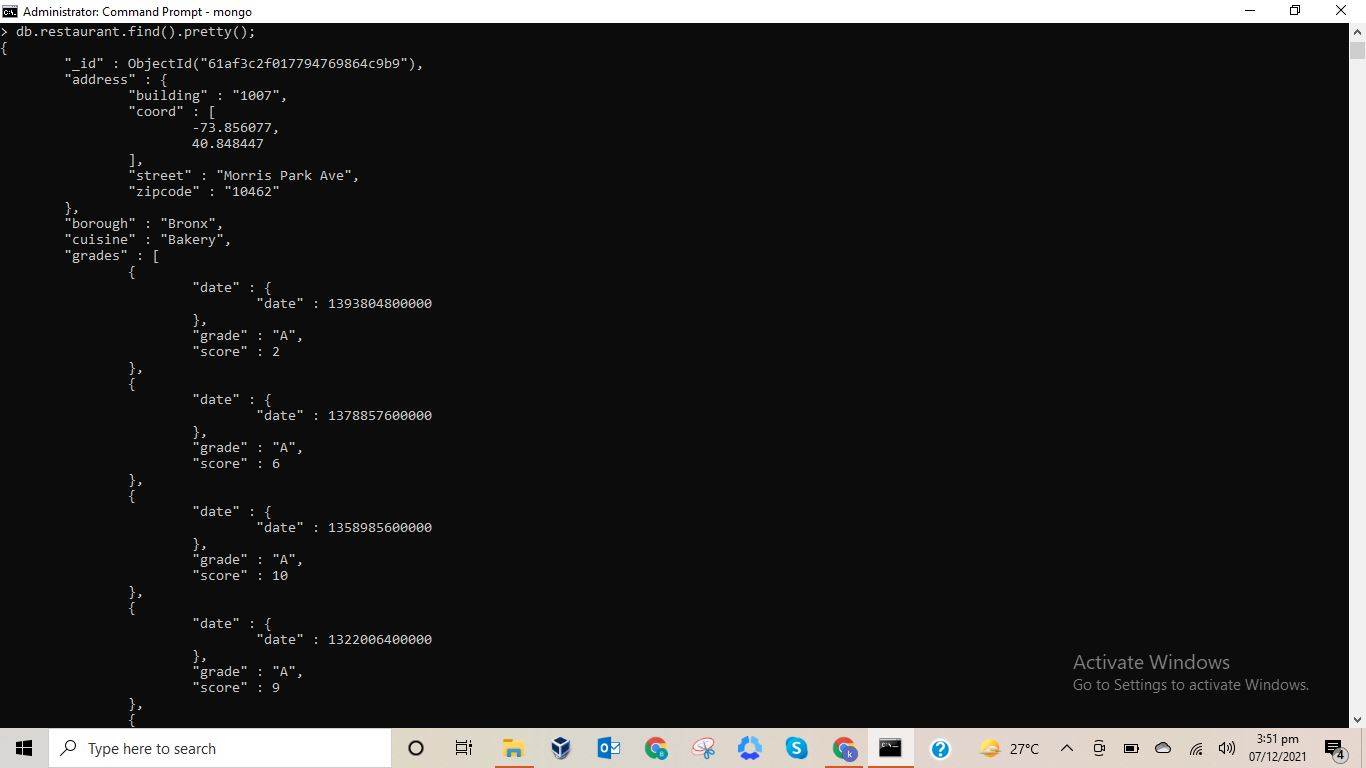 Administrator: Command Prompt - mongo
> db.restaurant.find().pretty();
{
        "_id" : ObjectId("61af3c2f017794769864c9b9"),
        "address" : {
                "building" : "1007",
                "coord" : [
                        -73.856077,
                        40.848447
                ],
                "street" : "Morris Park Ave",
                "zipcode" : "10462"
        },
        "borough" : "Bronx",
        "cuisine" : "Bakery",
        "grades" : [
                {
                        "date" : {
                                "date" : 1393804800000
                        },
                        "grade" : "A",
                        "score" : 2
                },
                {
                        "date" : {
                                "date" : 1378857600000
                        },
                        "grade" : "A",
                        "score" : 6
                },
                {
                        "date" : {
                                "date" : 1358985600000
                        },
                        "grade" : "A",
                        "score" : 10
                },
                {
                        "date" : {
                                "date" : 1322006400000
                        },
                        "grade" : "A",
                        "score" : 9
                },
                {
Activate Windows
Go to Settings to activate Windows.
Type here to search
27°C
3:51 pm
07/12/2021
4